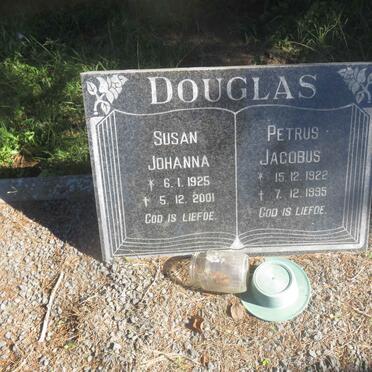 DOUGLAS
SUSAN
JOHANNA
* 6.1.1925
† 5.12.2001
GOD IS LIEFDE.
PETRUS
JACOBUS
* 15.12.1922
† 7.12.1995
GOD IS LIEFDE.